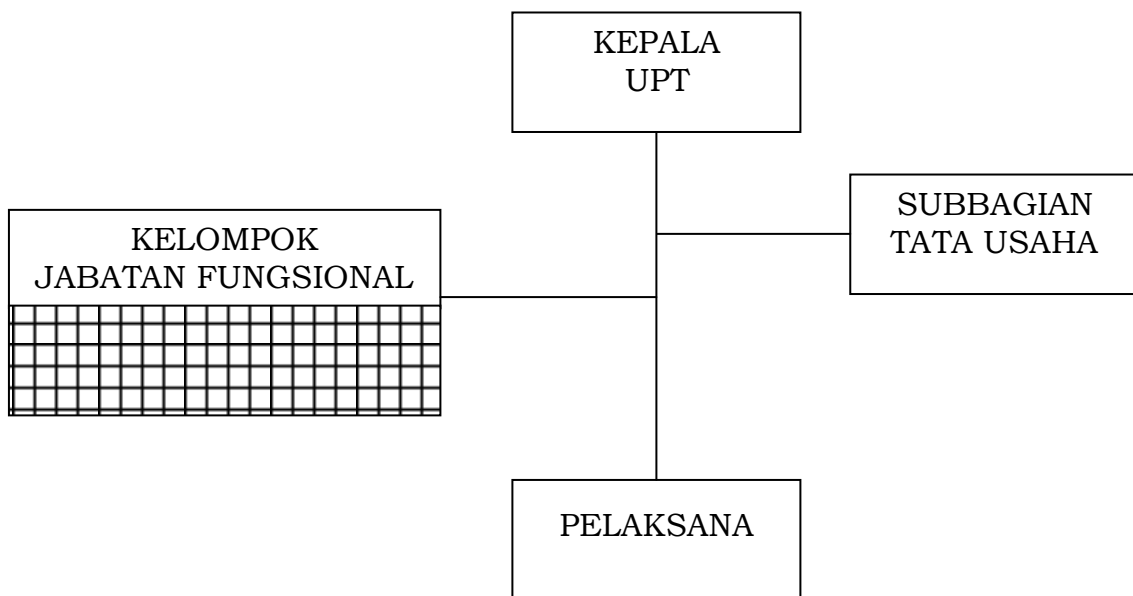 KEPALA
UPT
SUBBAGIAN
TATA USAHA
KELOMPOK
JABATAN FUNGSIONAL
PELAKSANA